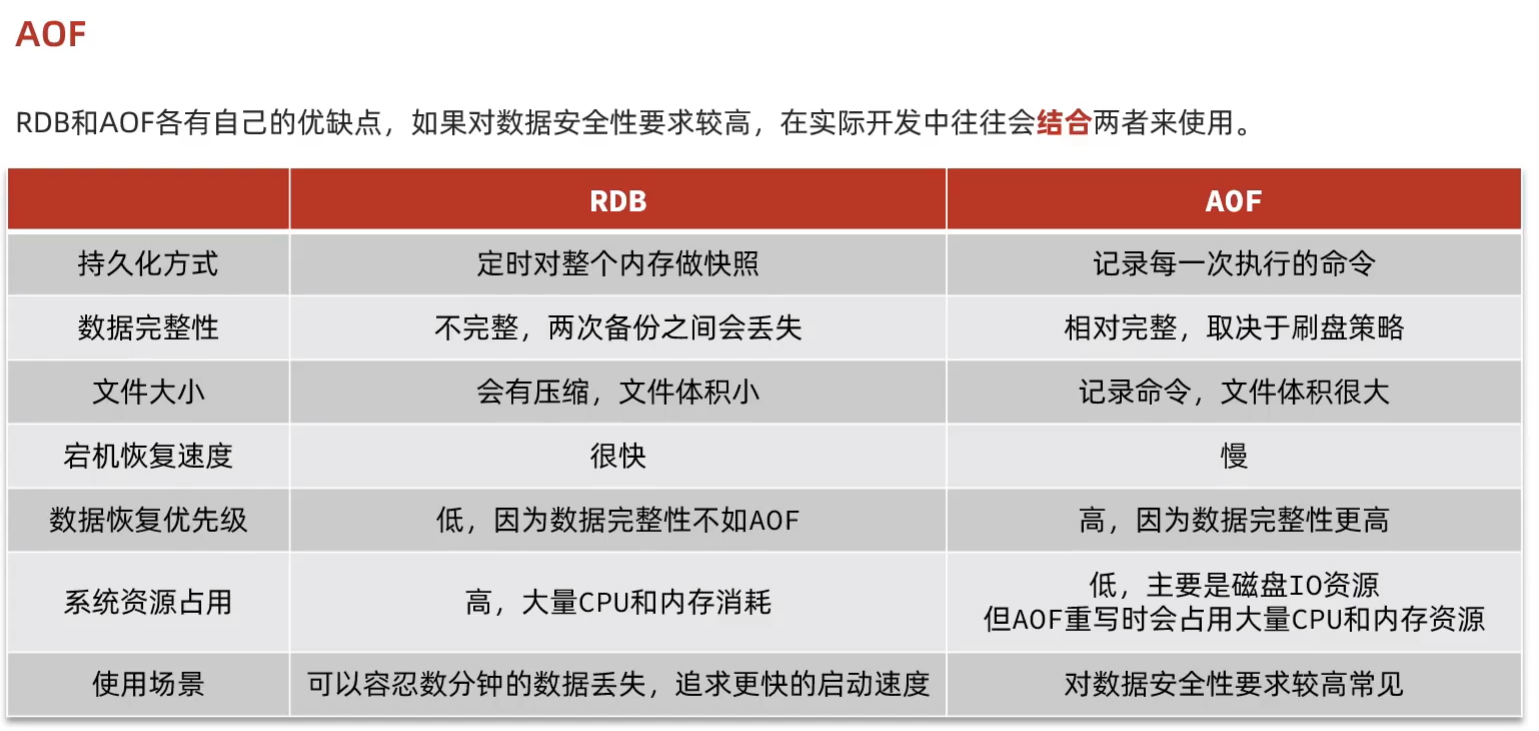 AOF
RDB和AOF各有自己的优缺点，如果对数据安全性要求较高，在实际开发中往往会结合两者来使用。
RDB AOF
持久化方式 定时对整个内存做快照 记录每一次执行的命令
数据完整性 不完整，两次备份之间会丢失 相对完整，取决于刷盘策略
文件大小 会有压缩，文件体积小 记录命令，文件体积很大
宕机恢复速度 很快 慢
数据恢复优先级 低，因为数据完整性不如AOF 高，因为数据完整性更高
系统资源占用 高，大量CPU和内存消耗 低，主要是磁盘IO资源
但AOF重写时会占用大量CPU和内存资源
使用场景 可以容忍数分钟的数据丢失，追求更快的启动速度 对数据安全性要求较高常见